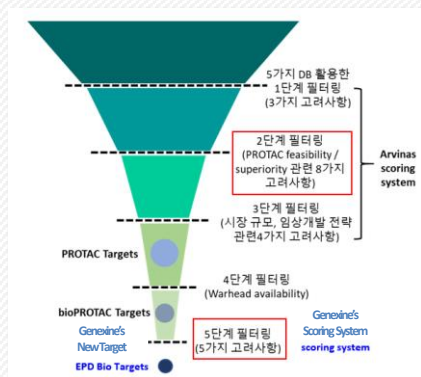 5가지 DB 활용한
1단계 필터링
(3가지 고려사항)
2단계 필터링
(PROTAC feasibility /
superiority 관련 8가지
고려사항)
Arvinas
scoring
system
3단계 필터링
(시장 규모, 임상개발 전략
관련4가지 고려사항)
PROTAC Targets
4단계 필터링
(Warhead availability)
bioPROTAC Targets
Genexine's
New Target
5단계 필터링
(5가지 고려사항)
Genexine's
Scoring System
scoring system
EPD Bio Targets